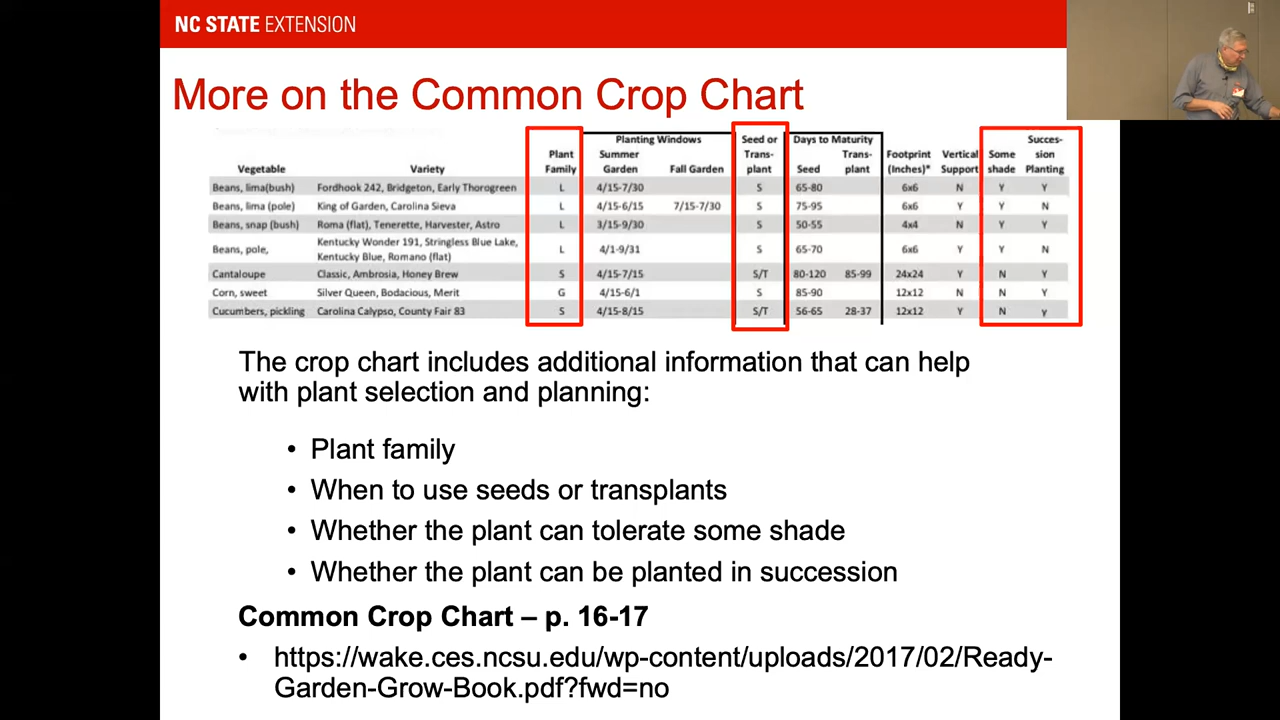 NC STATE EXTENSION
More on the Common Crop Chart
Planting Windows Seed or Days to Maturity Succes-
Plant Summer Trans- Trans- Footprint Vertical Some sion
Vegetable Variety Family Garden Fall Garden plant Seed plant (Inches)* Support shade Planting
Beans, lima(bush) Fordhook 242, Bridgeton, Early Thorogreen L 4/15-7/30 S 65-80 6x6 N Y Y
Beans, lima (pole) King of Garden, Carolina Sieva L 4/15-6/15 7/15-7/30 S 75-95 6x6 Y Y N
Beans, snap (bush) Roma (flat), Tenerette, Harvester, Astro L 3/15-9/30 S 50-55 4x4 N Y Y
Beans, pole, Kentucky Wonder 191, Stringless Blue Lake, L 4/1-9/31 S 65-70 6x6 Y Y N
Kentucky Blue, Romano (flat)
Cantaloupe Classic, Ambrosia, Honey Brew S 4/15-7/15 S/T 80-120 85-99 24x24 Y N Y
Corn, sweet Silver Queen, Bodacious, Merit G 4/15-6/1 S 85-90 12x12 N N Y
Cucumbers, pickling Carolina Calypso, County Fair 83 S 4/15-8/15 S/T 56-65 28-37 12x12 Y N y
The crop chart includes additional information that can help
with plant selection and planning:
• Plant family
• When to use seeds or transplants
• Whether the plant can tolerate some shade
• Whether the plant can be planted in succession
Common Crop Chart – p. 16-17
• https://wake.ces.ncsu.edu/wp-content/uploads/2017/02/Ready-
Garden-Grow-Book.pdf?fwd=no